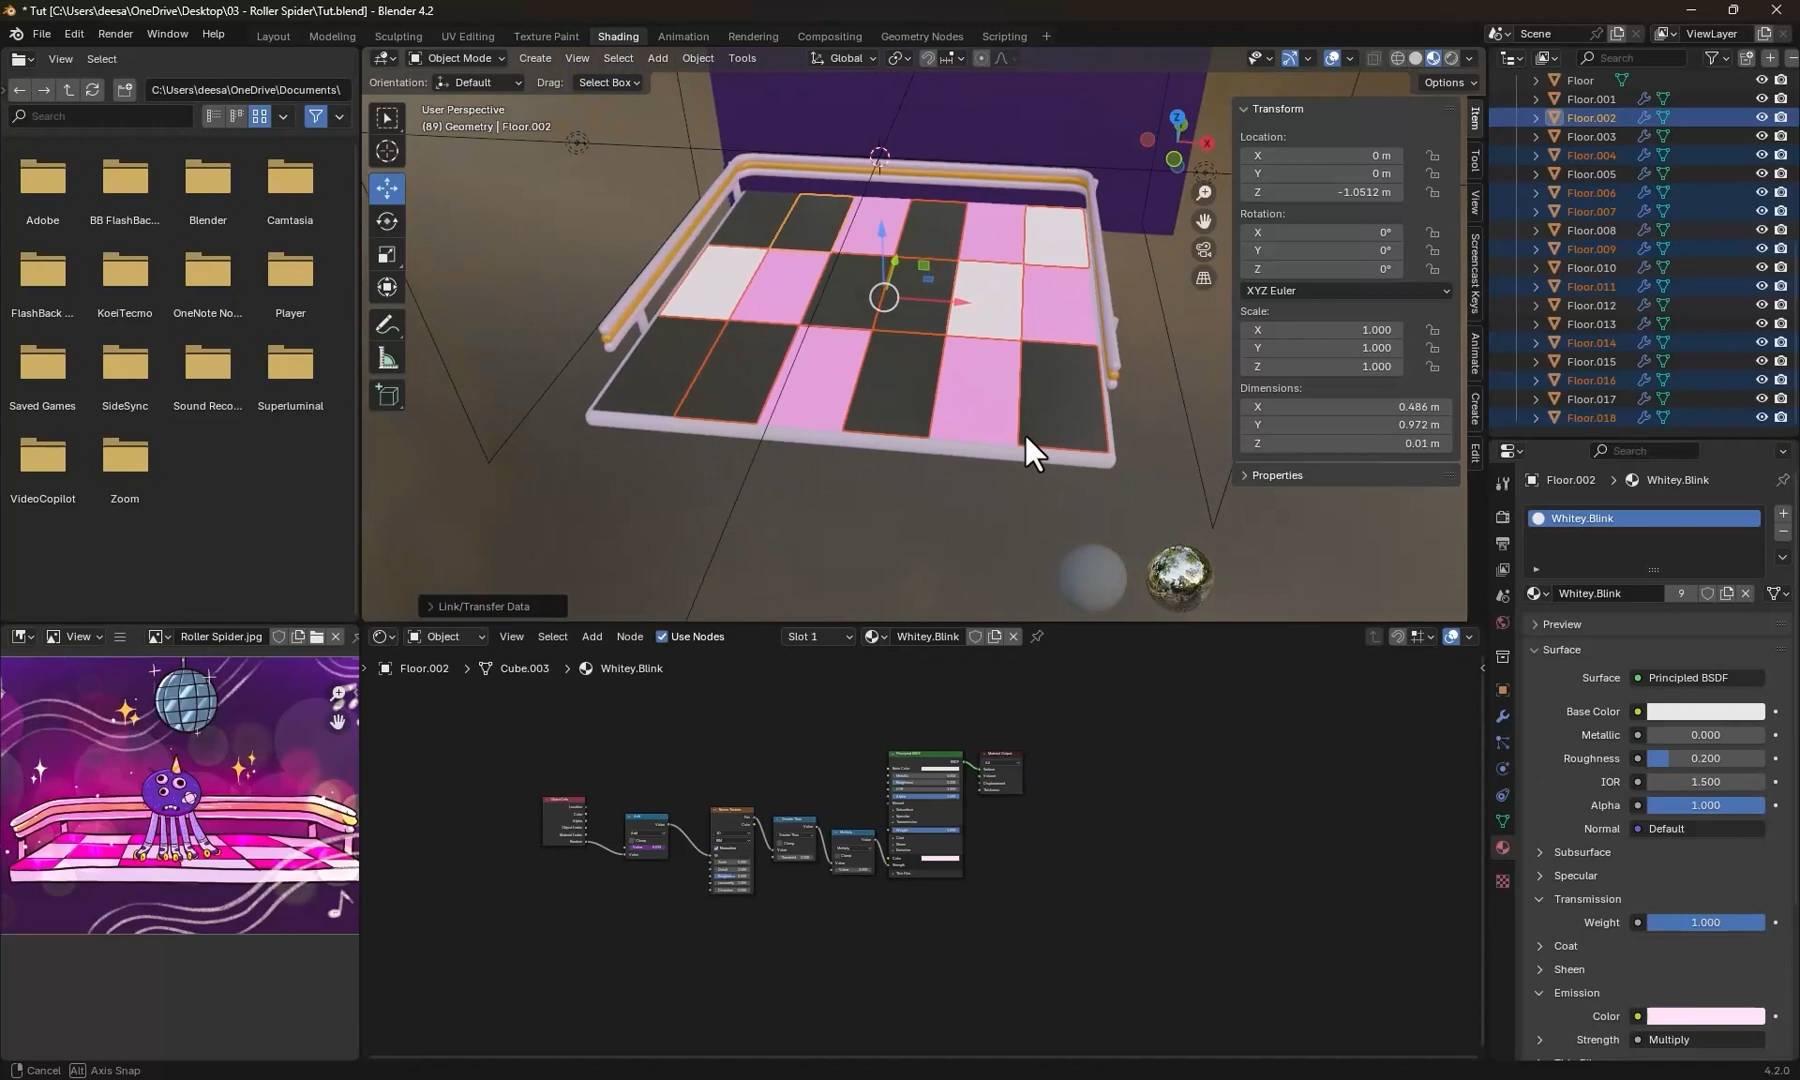 * Tut [C:\Users\deesa\OneDrive\Desktop\03 - Roller Spider\Tut.blend] - Blender 4.2
File Edit Render Window Help
Layout Modeling Sculpting UV Editing Texture Paint Shading Animation Rendering Compositing Geometry Nodes Scripting +
Scene
ViewLayer
View Select
Object Mode View Select Add Object
Create Tools
Global
Search
C:\Users\deesa\OneDrive\Documents\
Orientation: Default Drag: Select Box
Options
Search
User Perspective
(89) Geometry | Floor.002
Adobe
BB FlashBac...
Blender
Camtasia
FlashBack ...
KoeiTecmo
OneNote No...
Player
Saved Games
SideSync
Sound Reco...
Superluminal
VideoCopilot
Zoom
Z
X
Transform
Location:
X 0 m
Y 0 m
Z -1.0512 m
Rotation:
X 0°
Y 0°
Z 0°
XYZ Euler
Scale:
X 1.000
Y 1.000
Z 1.000
Dimensions:
X 0.486 m
Y 0.972 m
Z 0.01 m
Properties
Item
Tool
View
Screencast Keys
Animate
Create
Edit
Floor
Floor.001
Floor.002
Floor.003
Floor.004
Floor.005
Floor.006
Floor.007
Floor.008
Floor.009
Floor.010
Floor.011
Floor.012
Floor.013
Floor.014
Floor.015
Floor.016
Floor.017
Floor.018
Link/Transfer Data
View
Roller Spider.jpg
Object View Select Add Node Use Nodes Slot 1 Whitey.Blink
Floor.002 > Cube.003 > Whitey.Blink
Search
Floor.002 > Whitey.Blink
Whitey.Blink
Whitey.Blink 9
Preview
Surface
Surface Principled BSDF
Base Color
Metallic 0.000
Roughness 0.200
IOR 1.500
Alpha 1.000
Normal Default
Subsurface
Specular
Transmission
Weight 1.000
Coat
Sheen
Emission
Color
Strength Multiply
Cancel Alt Axis Snap
4.2.0